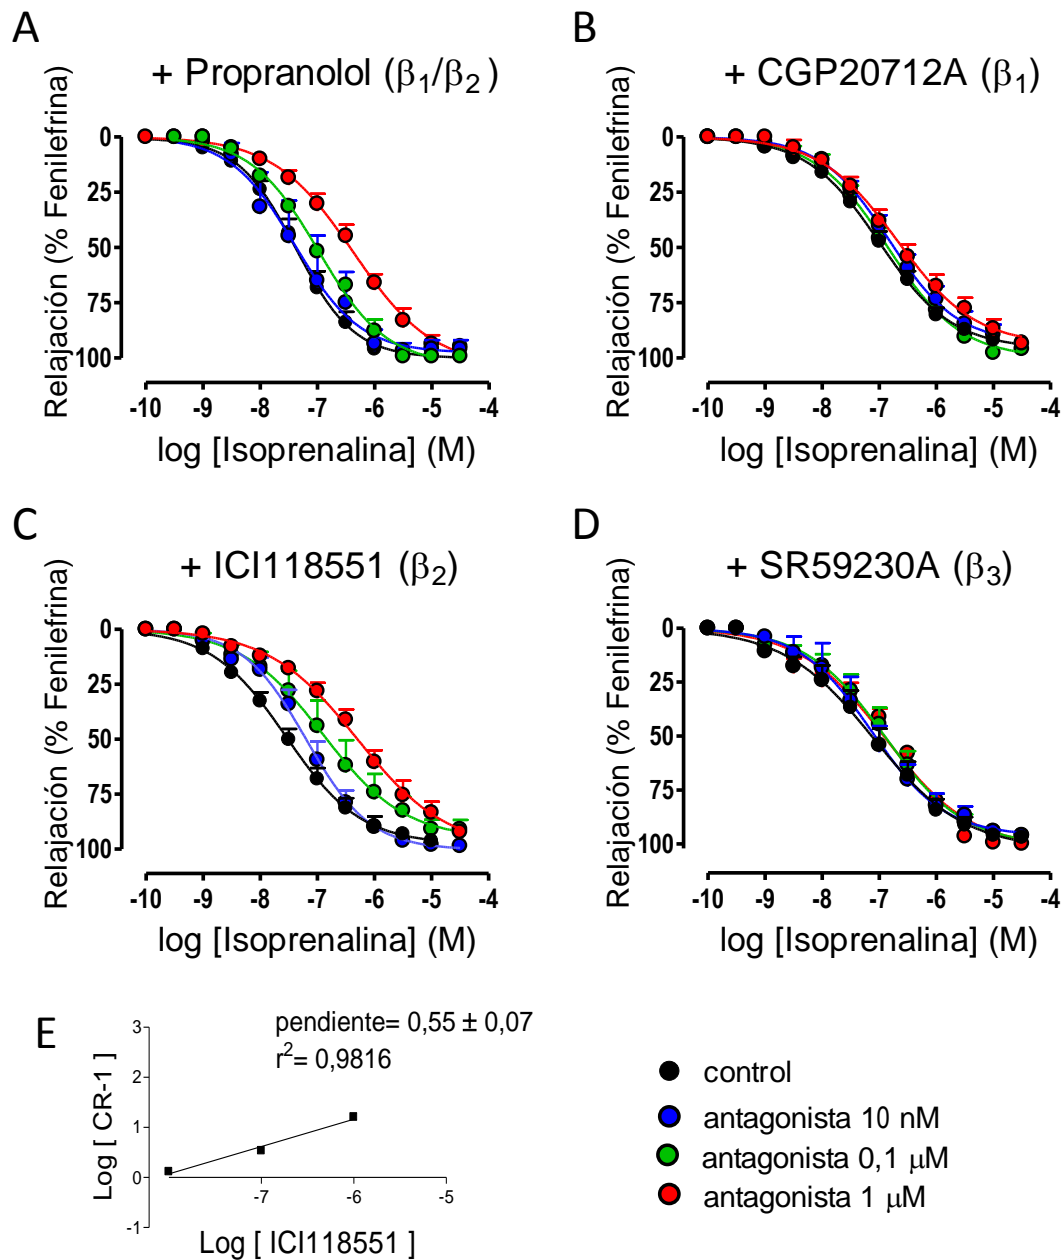 A
+ Propranolol (β1/β2)
Relajación (% Fenilefrina)
0
25
50
75
100
-10 -9 -8 -7 -6 -5 -4
log [Isoprenalina] (M)
B
+ CGP20712A (β1)
Relajación (% Fenilefrina)
0
25
50
75
100
-10 -9 -8 -7 -6 -5 -4
log [Isoprenalina] (M)
C
+ ICI118551 (β2)
Relajación (% Fenilefrina)
0
25
50
75
100
-10 -9 -8 -7 -6 -5 -4
log [Isoprenalina] (M)
D
+ SR59230A (β3)
Relajación (% Fenilefrina)
0
25
50
75
100
-10 -9 -8 -7 -6 -5 -4
log [Isoprenalina] (M)
E
pendiente= 0,55 ± 0,07
r2= 0,9816
Log [ CR-1 ]
3
2
1
0
-1
-7 -6 -5
Log [ ICI118551 ]
control
antagonista 10 nM
antagonista 0,1 μM
antagonista 1 μM